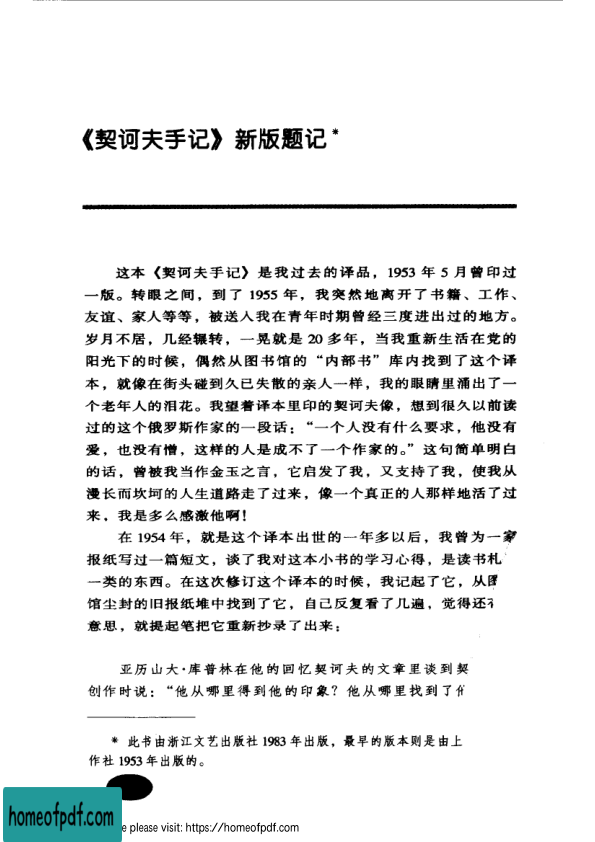 《契诃夫手记》新版题记*
这本《契诃夫手记》是我过去的译品，1953年5月曾印过
一版。转眼之间，到了1955年，我突然地离开了书籍、工作、
友谊、家人等等，被送入我在青年时期曾经三度进出过的地方。
岁月不居，几经辗转，一晃就是20多年，当我重新生活在党的
阳光下的时候，偶然从图书馆的“内部书”库内找到了这个译
本，就像在街头碰到久已失散的亲人一样，我的眼睛里涌出了一
个老年人的泪花。我望着译本里印的契诃夫像，想到很久以前读
过的这个俄罗斯作家的一段话：“一个人没有什么要求，他没有
爱，也没有憎，这样的人是成不了一个作家的。”这句简单明白
的话，曾被我当作金玉之言，它启发了我，又支持了我，使我从
漫长而坎坷的人生道路走了过来，像一个真正的人那样地活了过
来，我是多么感激他啊！
在1954年，就是这个译本出世的一年多以后，我曾为一家
报纸写过一篇短文，谈了我对这本小书的学习心得，是读书札
一类的东西。在这次修订这个译本的时候，我记起了它，从图
馆尘封的旧报纸堆中找到了它，自己反复看了几遍，觉得还
意思，就提起笔把它重新抄录了出来：
亚历山大·库普林在他的回忆契诃夫的文章里谈到契
创作时说：“他从哪里得到他的印象？他从哪里找到了
* 此书由浙江文艺出版社1983年出版，最早的版本则是由上
作社1953年出版的。
homeofpdf.com
e please visit: https://homeofpdf.com